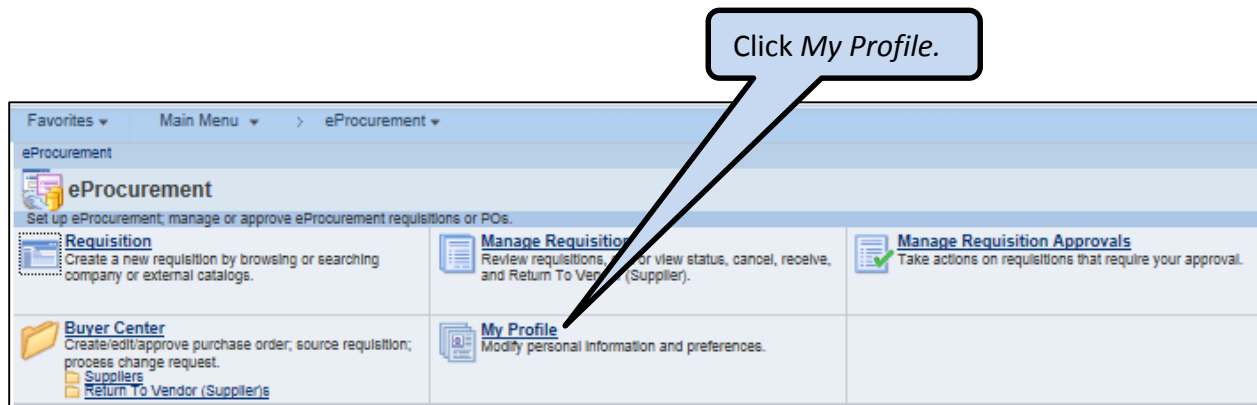 Click My Profile.
Favorites Main Menu > eProcurement
eProcurement
eProcurement
Set up eProcurement; manage or approve eProcurement requisitions or POs.
Requisition
Create a new requisition by browsing or searching
company or external catalogs.
Manage Requisition
Review requisitions, or view status, cancel, receive,
and Return To Vendor (Supplier).
Manage Requisition Approvals
Take actions on requisitions that require your approval.
Buyer Center
Create/edit/approve purchase order; source requisition;
process change request.
Suppliers
Return To Vendor (Supplier)s
My Profile
Modify personal information and preferences.